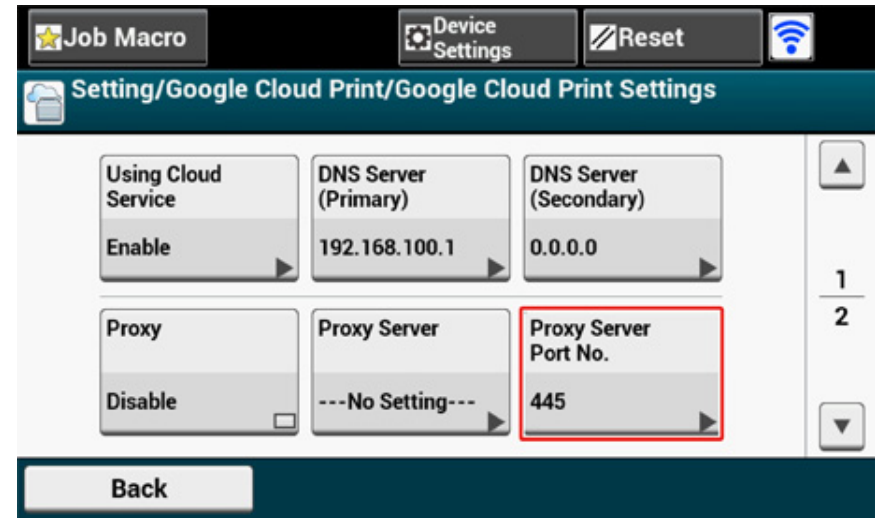 Job Macro
Device
Settings
Reset
Setting/Google Cloud Print/Google Cloud Print Settings
Using Cloud
Service
Enable
DNS Server
(Primary)
192.168.100.1
DNS Server
(Secondary)
0.0.0.0
1
2
Proxy
Disable
Proxy Server
---No Setting---
Proxy Server
Port No.
445
Back